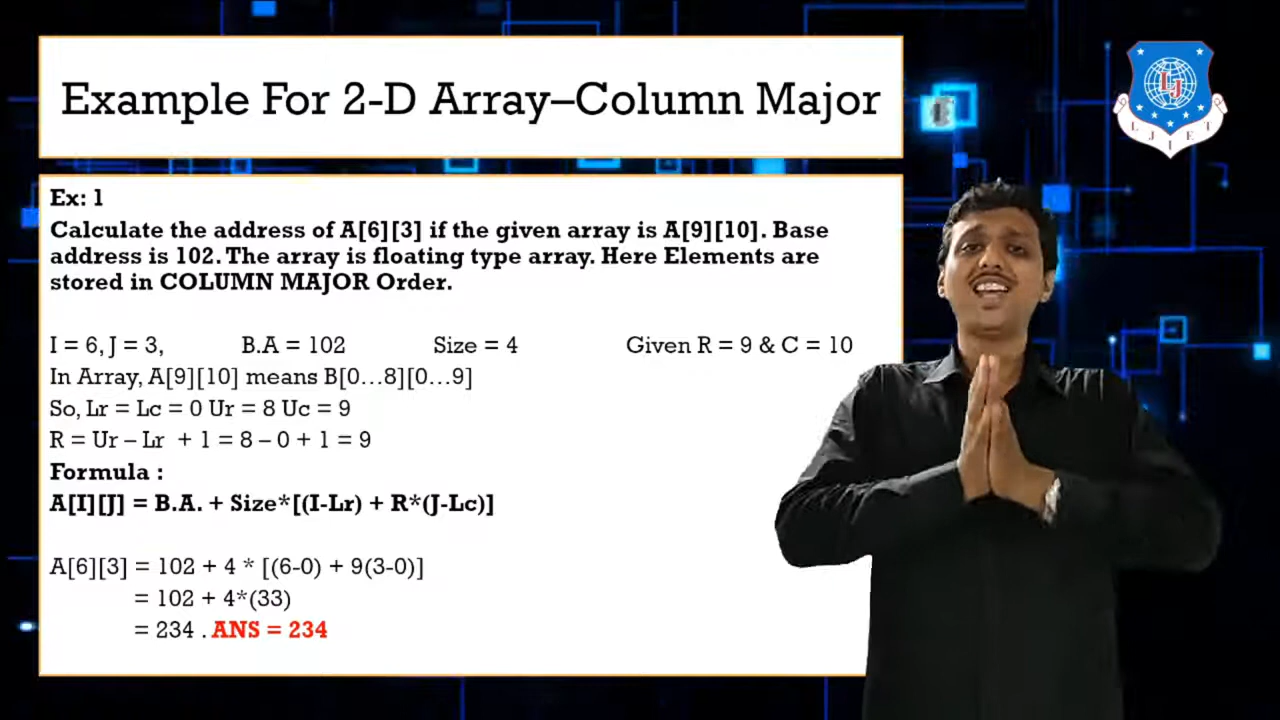 Example For 2-D Array–Column Major
Ex: 1
Calculate the address of A[6][3] if the given array is A[9][10]. Base
address is 102. The array is floating type array. Here Elements are
stored in COLUMN MAJOR Order.
I = 6, J = 3, B.A = 102 Size = 4 Given R = 9 & C = 10
In Array, A[9][10] means B[0…8][0…9]
So, Lr = Lc = 0 Ur = 8 Uc = 9
R = Ur – Lr + 1 = 8 – 0 + 1 = 9
Formula :
A[I][J] = B.A. + Size*[(I-Lr) + R*(J-Lc)]
A[6][3] = 102 + 4 * [(6-0) + 9(3-0)]
= 102 + 4*(33)
= 234 . ANS = 234
LJ
LJIET